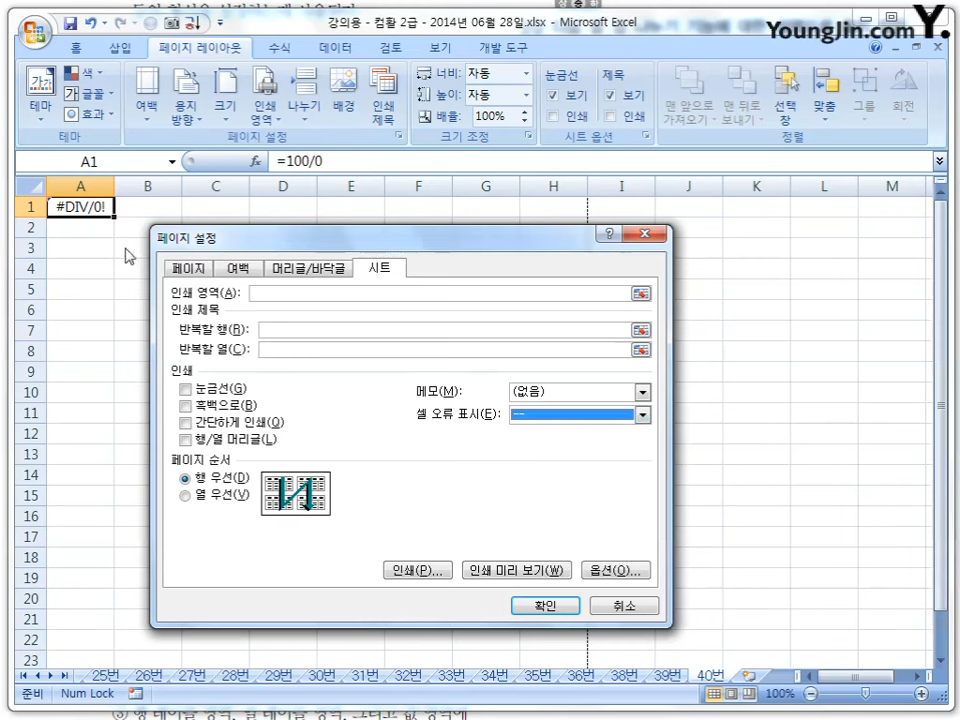 강의용 - 컴활 2급 - 2014년 06월 28일.xlsx - Microsoft Excel
YoungJin.com Y.
홈 삽입 페이지 레이아웃 수식 데이터 검토 보기 개발 도구
테마 색 글꼴 효과 여백 용지 방향 크기 인쇄 영역 나누기 배경 인쇄 제목 너비: 자동 높이: 자동 배율: 100% 눈금선 보기 인쇄 제목 보기 인쇄 맨 앞으로 가져오기 맨 뒤로 보내기 선택 창 맞춤 그룹 회전
테마 페이지 설정 크기 조정 시트 옵션 정렬
A1 fx =100/0
A B C D E F G H I J K L M
1 #DIV/0!
2
3
4
5
6
7
8
9
10
11
12
13
14
15
16
17
18
19
20
21
22
23
페이지 설정
페이지 여백 머리글/바닥글 시트
인쇄 영역(A):
인쇄 제목
반복할 행(R):
반복할 열(C):
인쇄
눈금선(G) 메모(M): (없음)
흑백으로(B) 셀 오류 표시(E): --
간단하게 인쇄(Q)
행/열 머리글(L)
페이지 순서
행 우선(D)
열 우선(V)
인쇄(P)... 인쇄 미리 보기(W) 옵션(O)...
확인 취소
25번 26번 27번 28번 29번 30번 31번 32번 33번 34번 35번 36번 38번 39번 40번
준비 Num Lock 100%